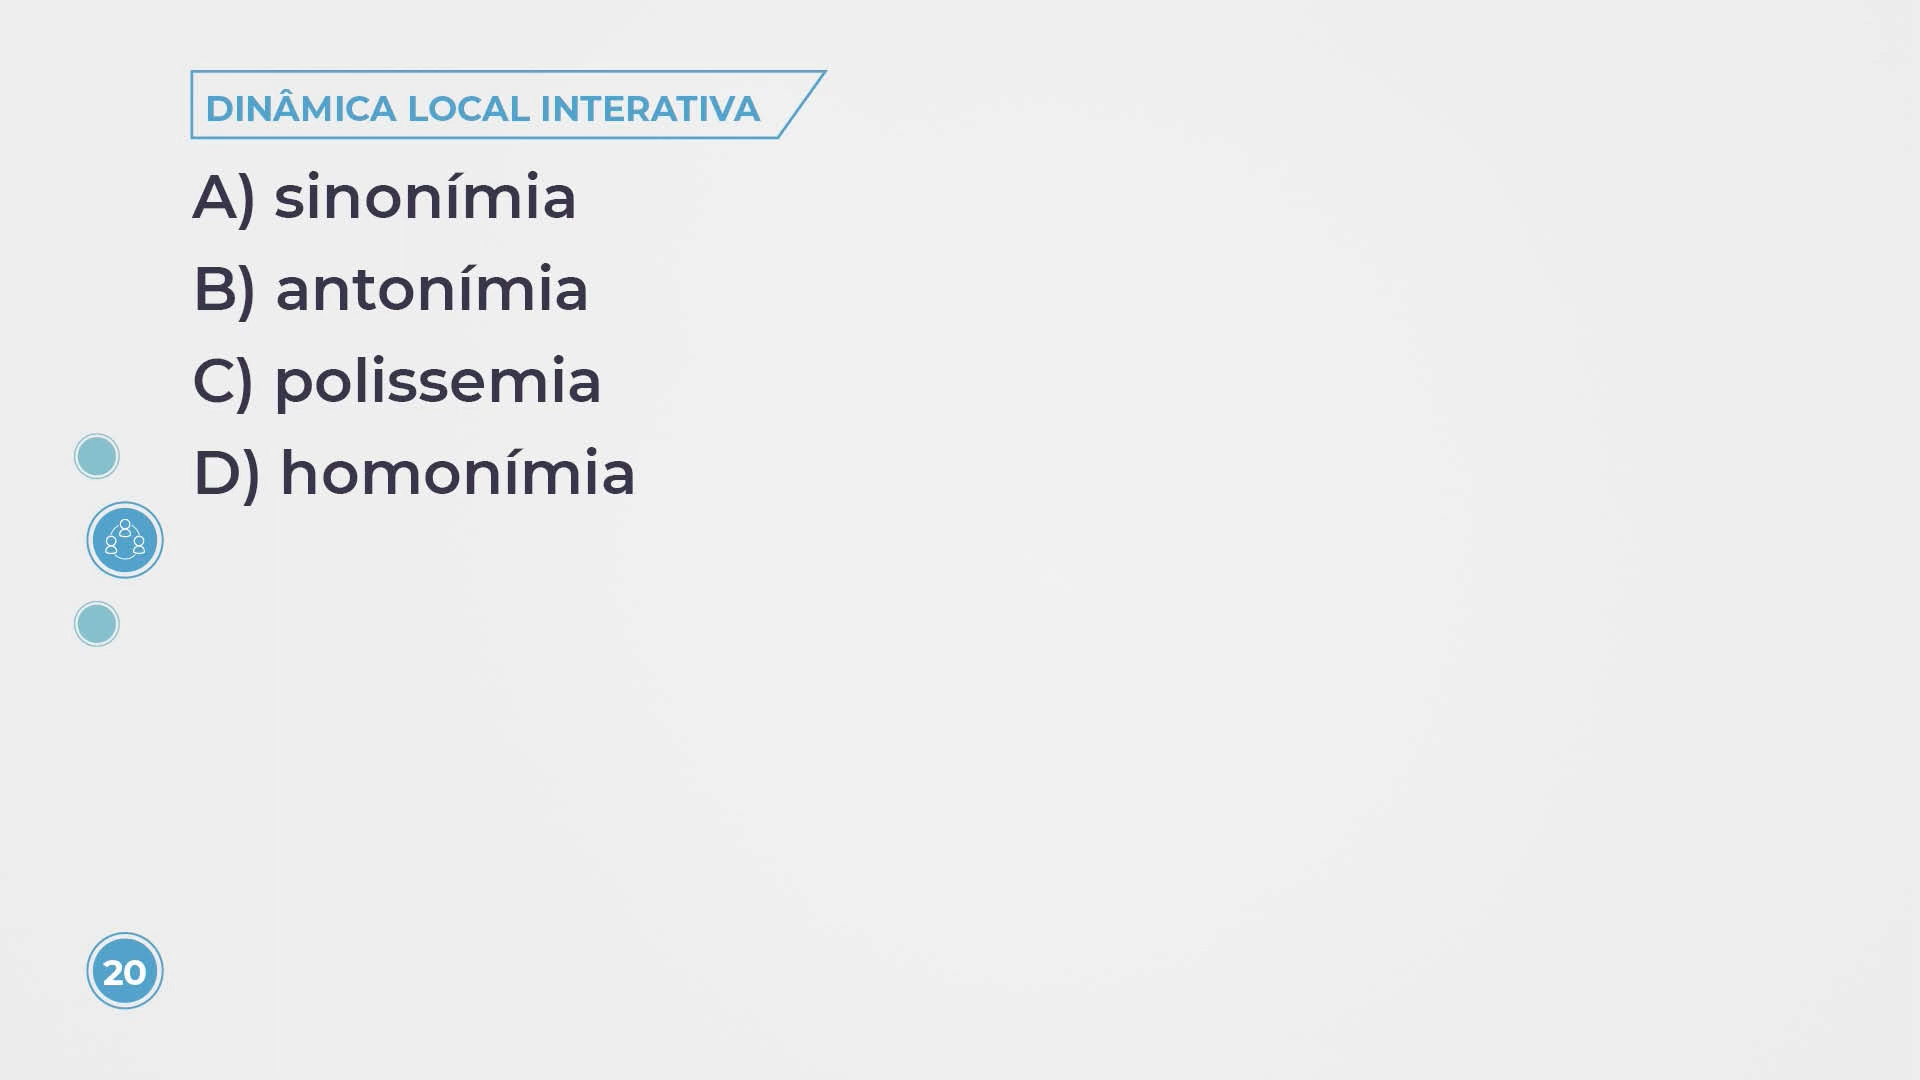 DINÂMICA LOCAL INTERATIVA
A) sinonímia
B) antonímia
C) polissemia
D) homonímia
20